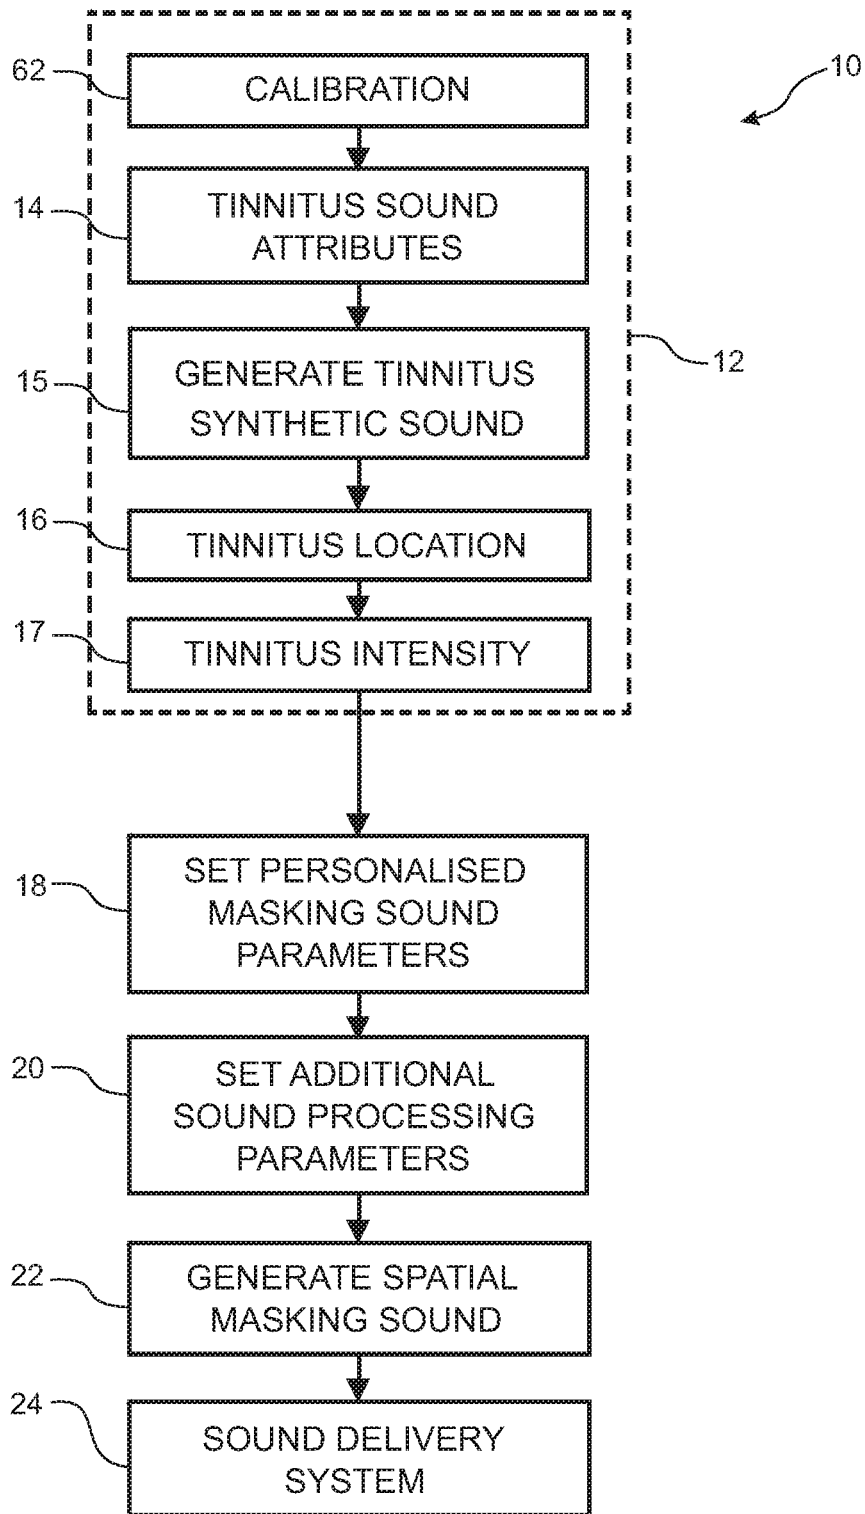 62
CALIBRATION
10
14
TINNITUS SOUND
ATTRIBUTES
15
GENERATE TINNITUS
SYNTHETIC SOUND
12
16
TINNITUS LOCATION
17
TINNITUS INTENSITY
18
SET PERSONALISED
MASKING SOUND
PARAMETERS
20
SET ADDITIONAL
SOUND PROCESSING
PARAMETERS
22
GENERATE SPATIAL
MASKING SOUND
24
SOUND DELIVERY
SYSTEM